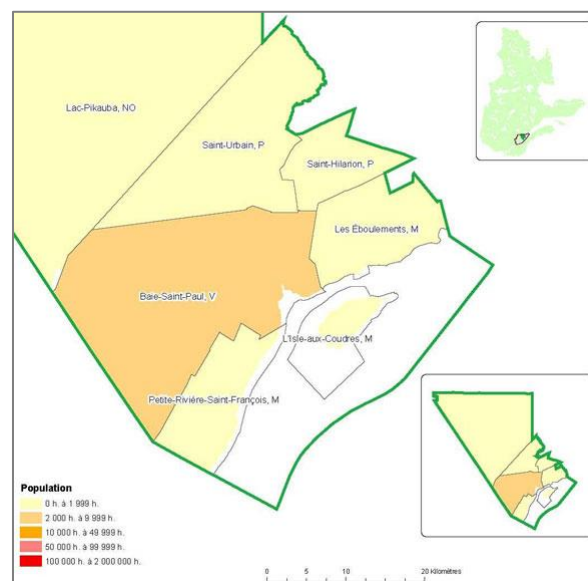 Lac-Pikauba, NO
Saint-Urbain, P
Saint-Hilarion, P
Les Éboulements, M
Baie-Saint-Paul, V
L'Isle-aux-Coudres, M
Petite-Rivière-Saint-François, M
Population
0 h. à 1 999 h.
2 000 h. à 9 999 h.
10 000 h. à 49 999 h.
50 000 h. à 99 999 h.
100 000 h. à 2 000 000 h.
0 5 10 20 Kilomètres